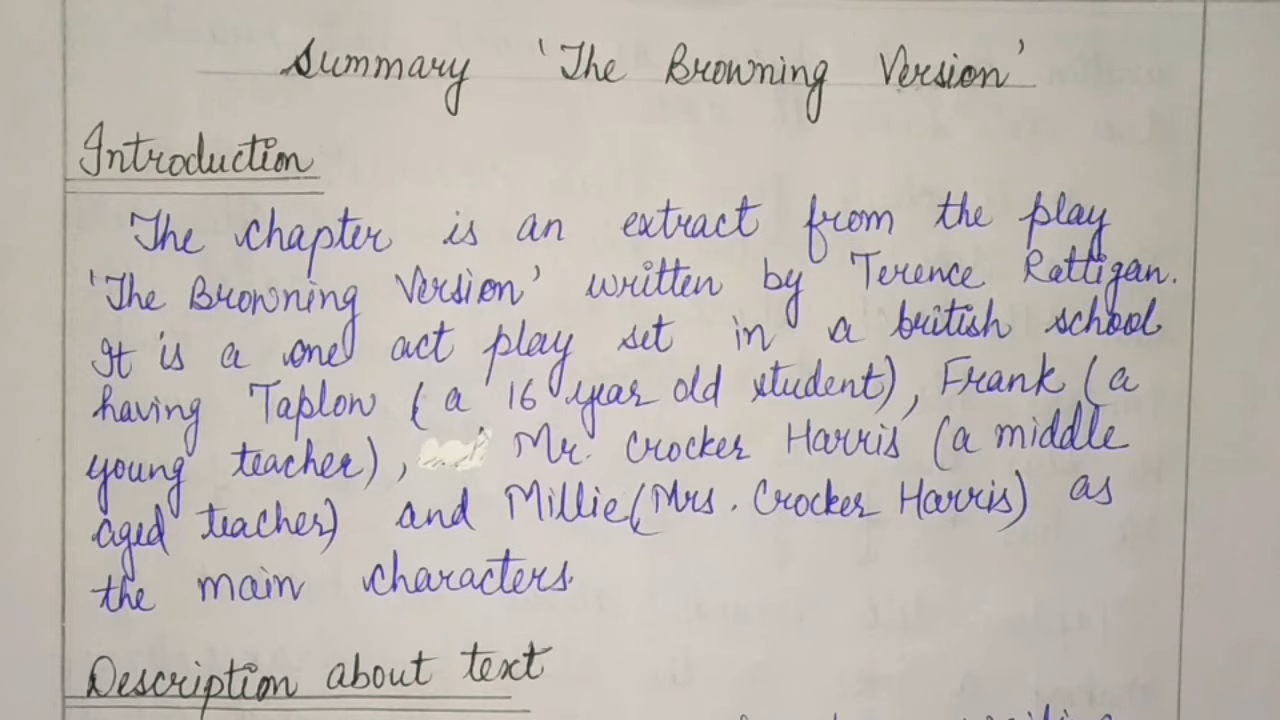 Summary 'The Browning Version'
Introduction
The chapter is an extract from the play
'The Browning Version' written by Terence Rattigan.
It is a one act play set in a british school
having Taplow (a 16 year old student), Frank (a
young teacher), Mr. Crocker Harris (a middle
aged teacher) and Millie (Mrs. Crocker Harris) as
the main characters.
Description about text